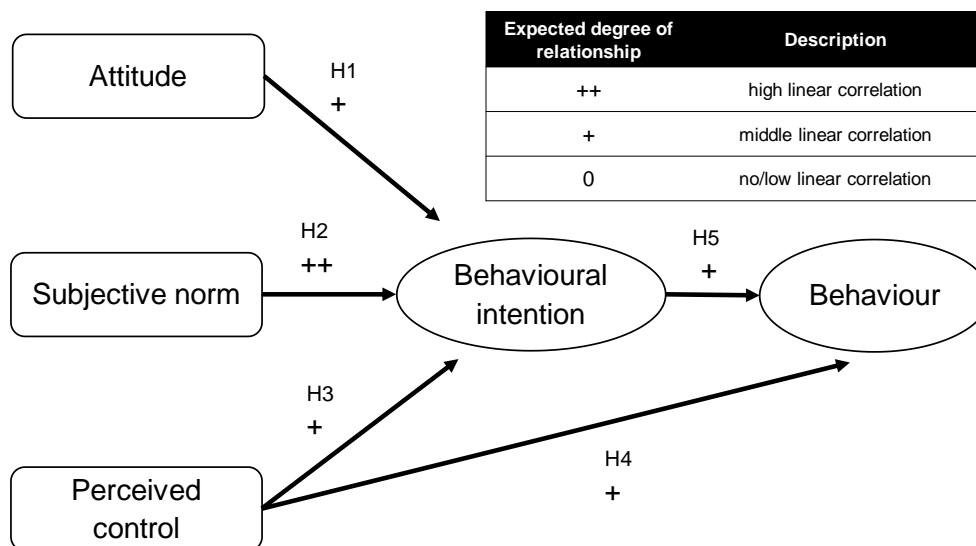 Attitude
H1
+
Expected degree of
relationship
Description
++
high linear correlation
+
middle linear correlation
0
no/low linear correlation
Subjective norm
H2
++
Behavioural
intention
H5
+
Behaviour
H3
+
H4
+
Perceived
control